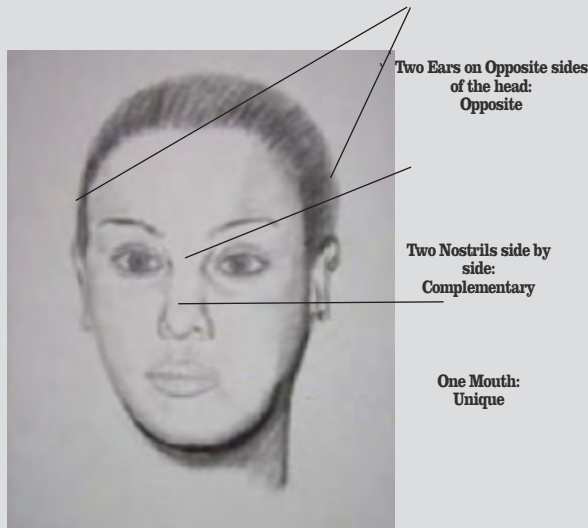 Two Ears on Opposite sides
of the head:
Opposite
Two Nostrils side by
side:
Complementary
One Mouth:
Unique